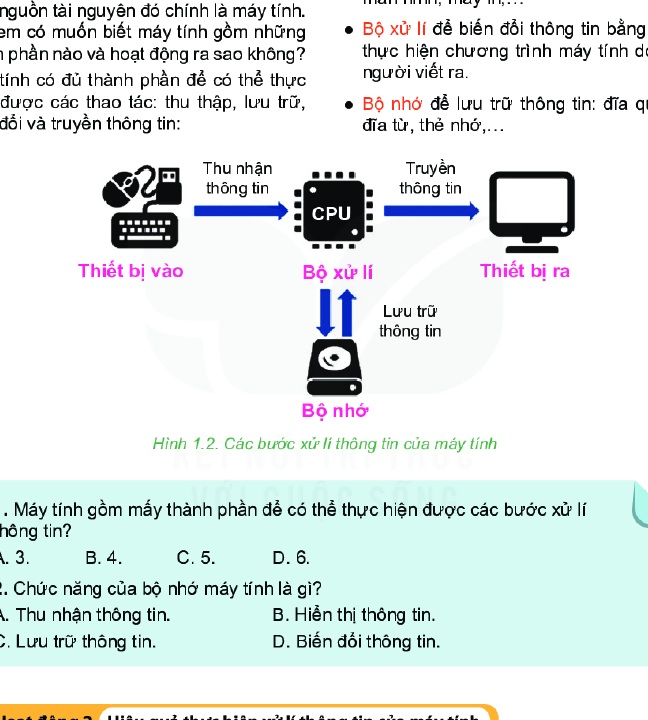 nguồn tài nguyên đó chính là máy tính.
em có muốn biết máy tính gồm những
phần nào và hoạt động ra sao không?
tính có đủ thành phần để có thể thực
được các thao tác: thu thập, lưu trữ,
đổi và truyền thông tin:
• Bộ xử lí để biến đổi thông tin bằng
thực hiện chương trình máy tính
người viết ra.
• Bộ nhớ để lưu trữ thông tin: đĩa
đĩa từ, thẻ nhớ,...
Thu nhận
thông tin
Truyền
thông tin
CPU
Thiết bị vào
Bộ xử lí
Thiết bị ra
Lưu trữ
thông tin
Bộ nhớ
Hình 1.2. Các bước xử lí thông tin của máy tính
. Máy tính gồm mấy thành phần để có thể thực hiện được các bước xử lí
thông tin?
A. 3. B. 4. C. 5. D. 6.
2. Chức năng của bộ nhớ máy tính là gì?
A. Thu nhận thông tin. B. Hiển thị thông tin.
C. Lưu trữ thông tin. D. Biến đổi thông tin.